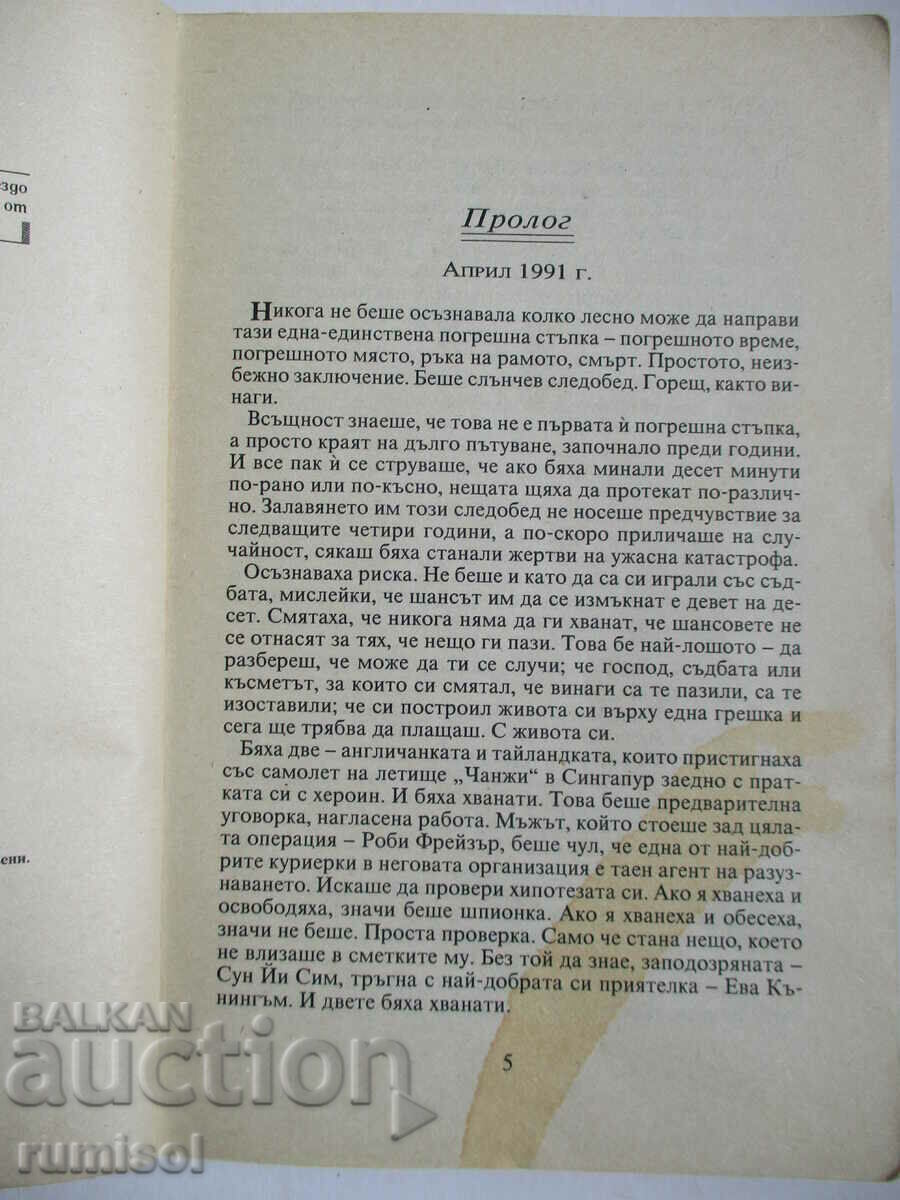 ездо
от
ени.
Пролог
Април 1991 г.
Никога не беше осъзнавала колко лесно може да направи
тази една-единствена погрешна стъпка – погрешното време,
погрешното място, ръка на рамото, смърт. Простото, неиз-
бежно заключение. Беше слънчев следобед. Горещ, както ви-
наги.
Всъщност знаеше, че това не е първата ѝ погрешна стъпка,
а просто краят на дълго пътуване, започнало преди години.
И все пак ѝ се струваше, че ако бяха минали десет минути
по-рано или по-късно, нещата щяха да протекат по-различ-
но. Залавянето им този следобед не носеше предчувствие за
следващите четири години, а по-скоро приличаше на слу-
чайност, сякаш бяха станали жертви на ужасна катастрофа.
Осъзнаваха риска. Не беше и като да са си играли със съд-
бата, мислейки, че шансът им да се измъкнат е девет на де-
сет. Смятаха, че никога няма да ги хванат, че шансовете не
се отнасят за тях, че нещо ги пази. Това бе най-лошото – да
разбереш, че може да ти се случи; че господ, съдбата или
късметът, за които си смятал, че винаги са те пазили, са те
изоставили; че си построил живота си върху една грешка и
сега ще трябва да плащаш. С живота си.
Бяха две – англичанката и тайландката, които пристигнаха
със самолет на летище „Чанжи“ в Сингапур заедно с прат-
ката си с хероин. И бяха хванати. Това беше предварителна
уговорка, нагласена работа. Мъжът, който стоеше зад цяла-
та операция – Роби Фрейзър, беше чул, че една от най-доб-
рите куриерки в неговата организация е таен агент на разуз-
наването. Искаше да провери хипотезата си. Ако я хванеха и
освободяха, значи беше шпионка. Ако я хванеха и обесеха,
значи не беше. Проста проверка. Само че стана нещо, което
не влизаше в сметките му. Без той да знае, заподозряната –
Сун Йи Сим, тръгна с най-добрата си приятелка – Ева Къ-
нингъм. И двете бяха хванати.
5
BALKAN
auction
rumisol